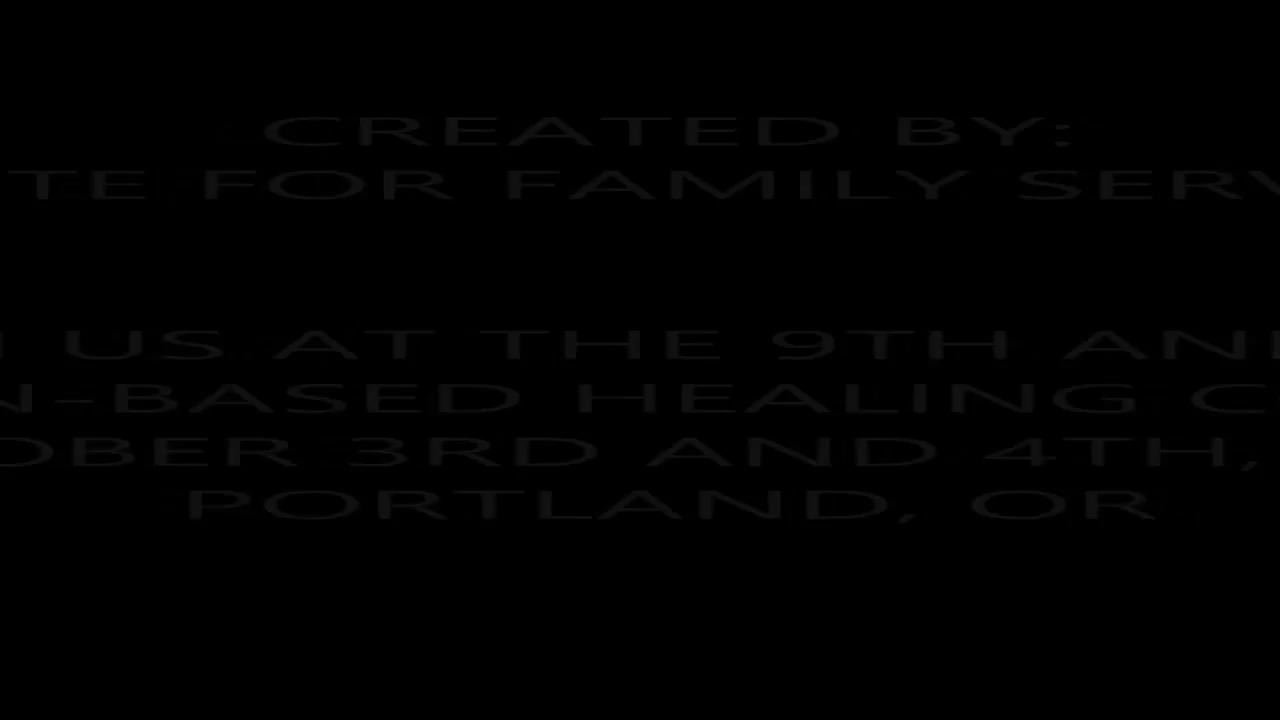 CREATED BY:
TE FOR FAMILY SERV
US AT THE 9TH AN
N-BASED HEALING C
OBER 3RD AND 4TH,
PORTLAND, OR